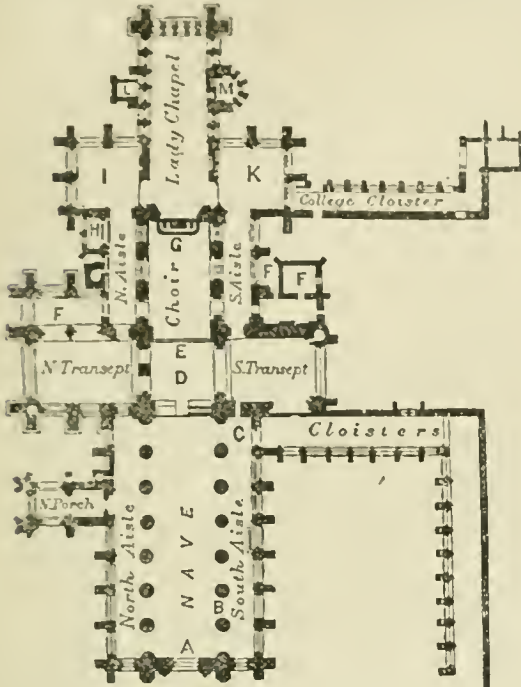 Lady Chapel
L
M
I
K
College Cloister
H
G
N. Aisle
Choir
S. Aisle
F
F
F
E
D
N Transept
S. Transept
C
Cloisters
N. Porch
North Aisle
NAVE
South Aisle
B
A